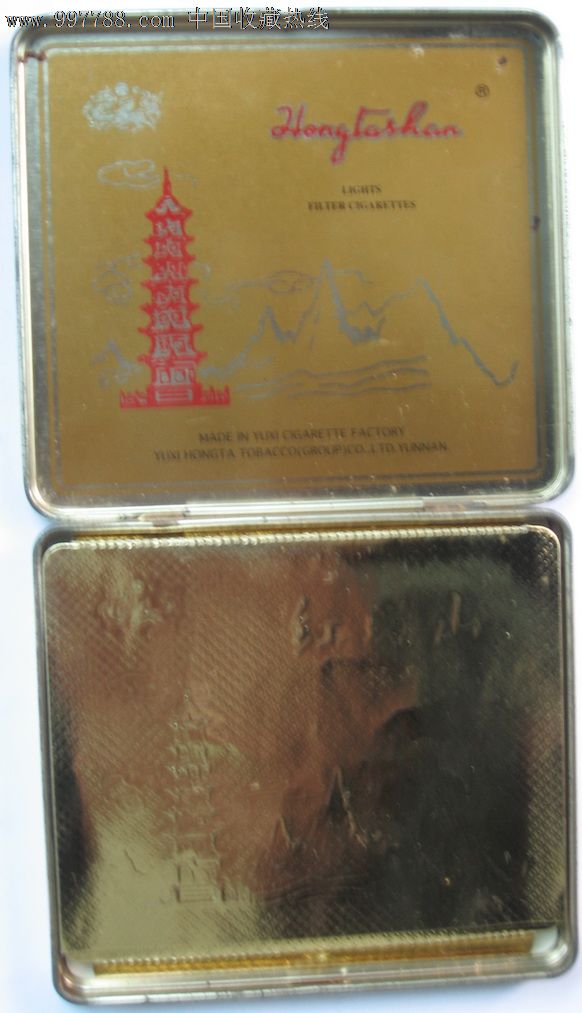 www.997788.com 中国收藏热线
Hongtashan ®
LIGHTS
FILTER CIGARETTES
MADE IN YUXI CIGARETTE FACTORY
YUXI HONGTA TOBACCO(GROUP)CO.,LTD.YUNNAN.